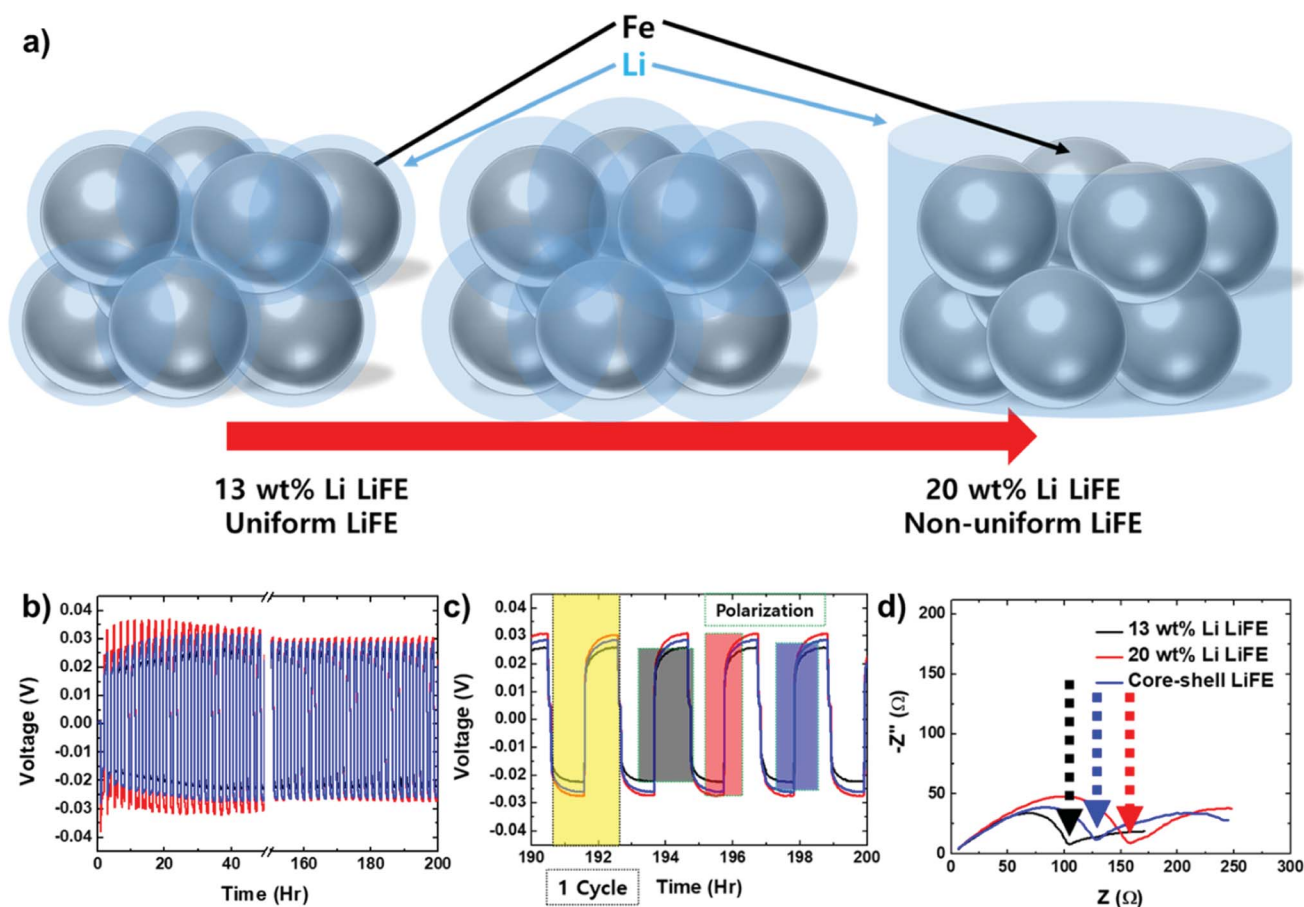 a)
Fe
Li
13 wt% Li LiFE
Uniform LiFE
20 wt% Li LiFE
Non-uniform LiFE
b)
0.04
0.03
0.02
0.01
0.00
-0.01
-0.02
-0.03
-0.04
Voltage (V)
0 20 40 160 180 200
Time (Hr)
c)
0.04
0.03
0.02
0.01
0.00
-0.01
-0.02
-0.03
-0.04
Voltage (V)
Polarization
190 192 194 196 198 200
1 Cycle
Time (Hr)
d)
200
150
100
50
0
-Z" (Ω)
13 wt% Li LiFE
20 wt% Li LiFE
Core-shell LiFE
0 50 100 150 200 250
Z (Ω)